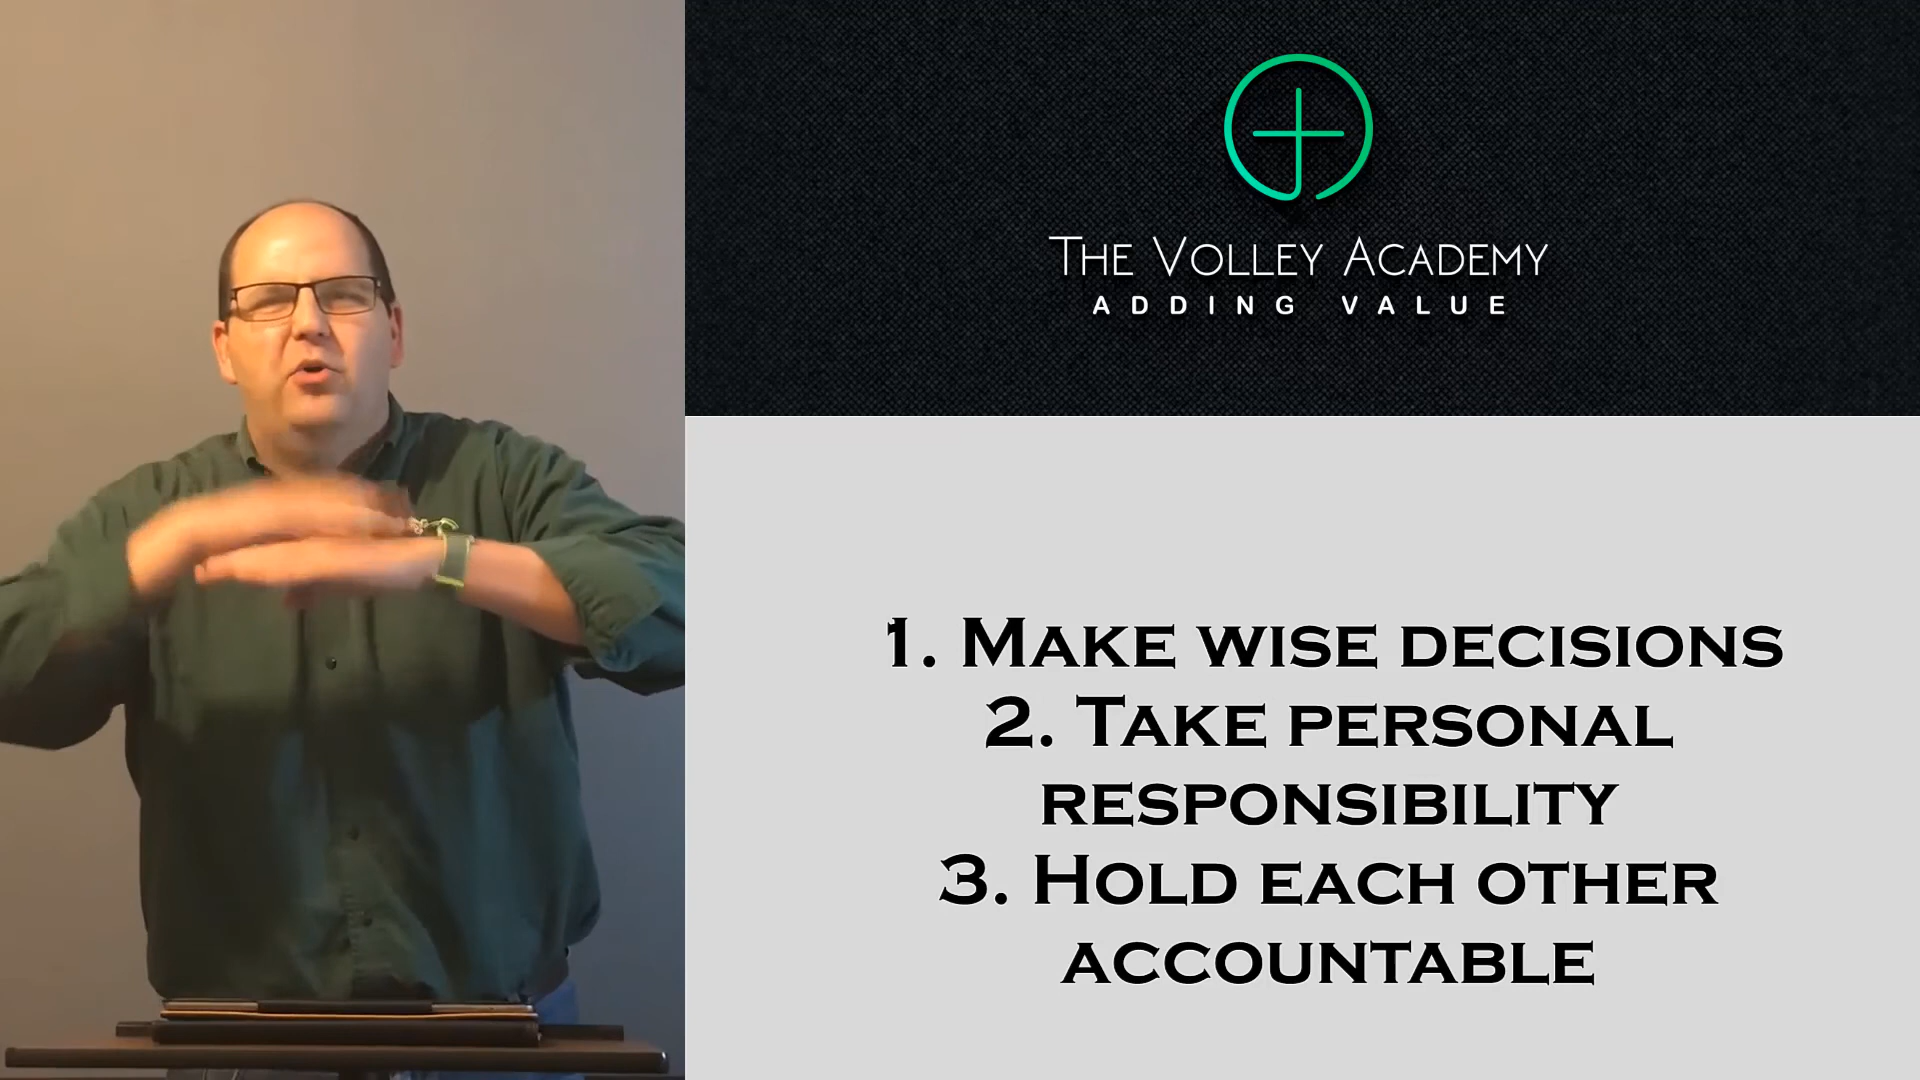 The Volley Academy
ADDING VALUE
1. Make wise decisions
2. Take personal
responsibility
3. Hold each other
accountable